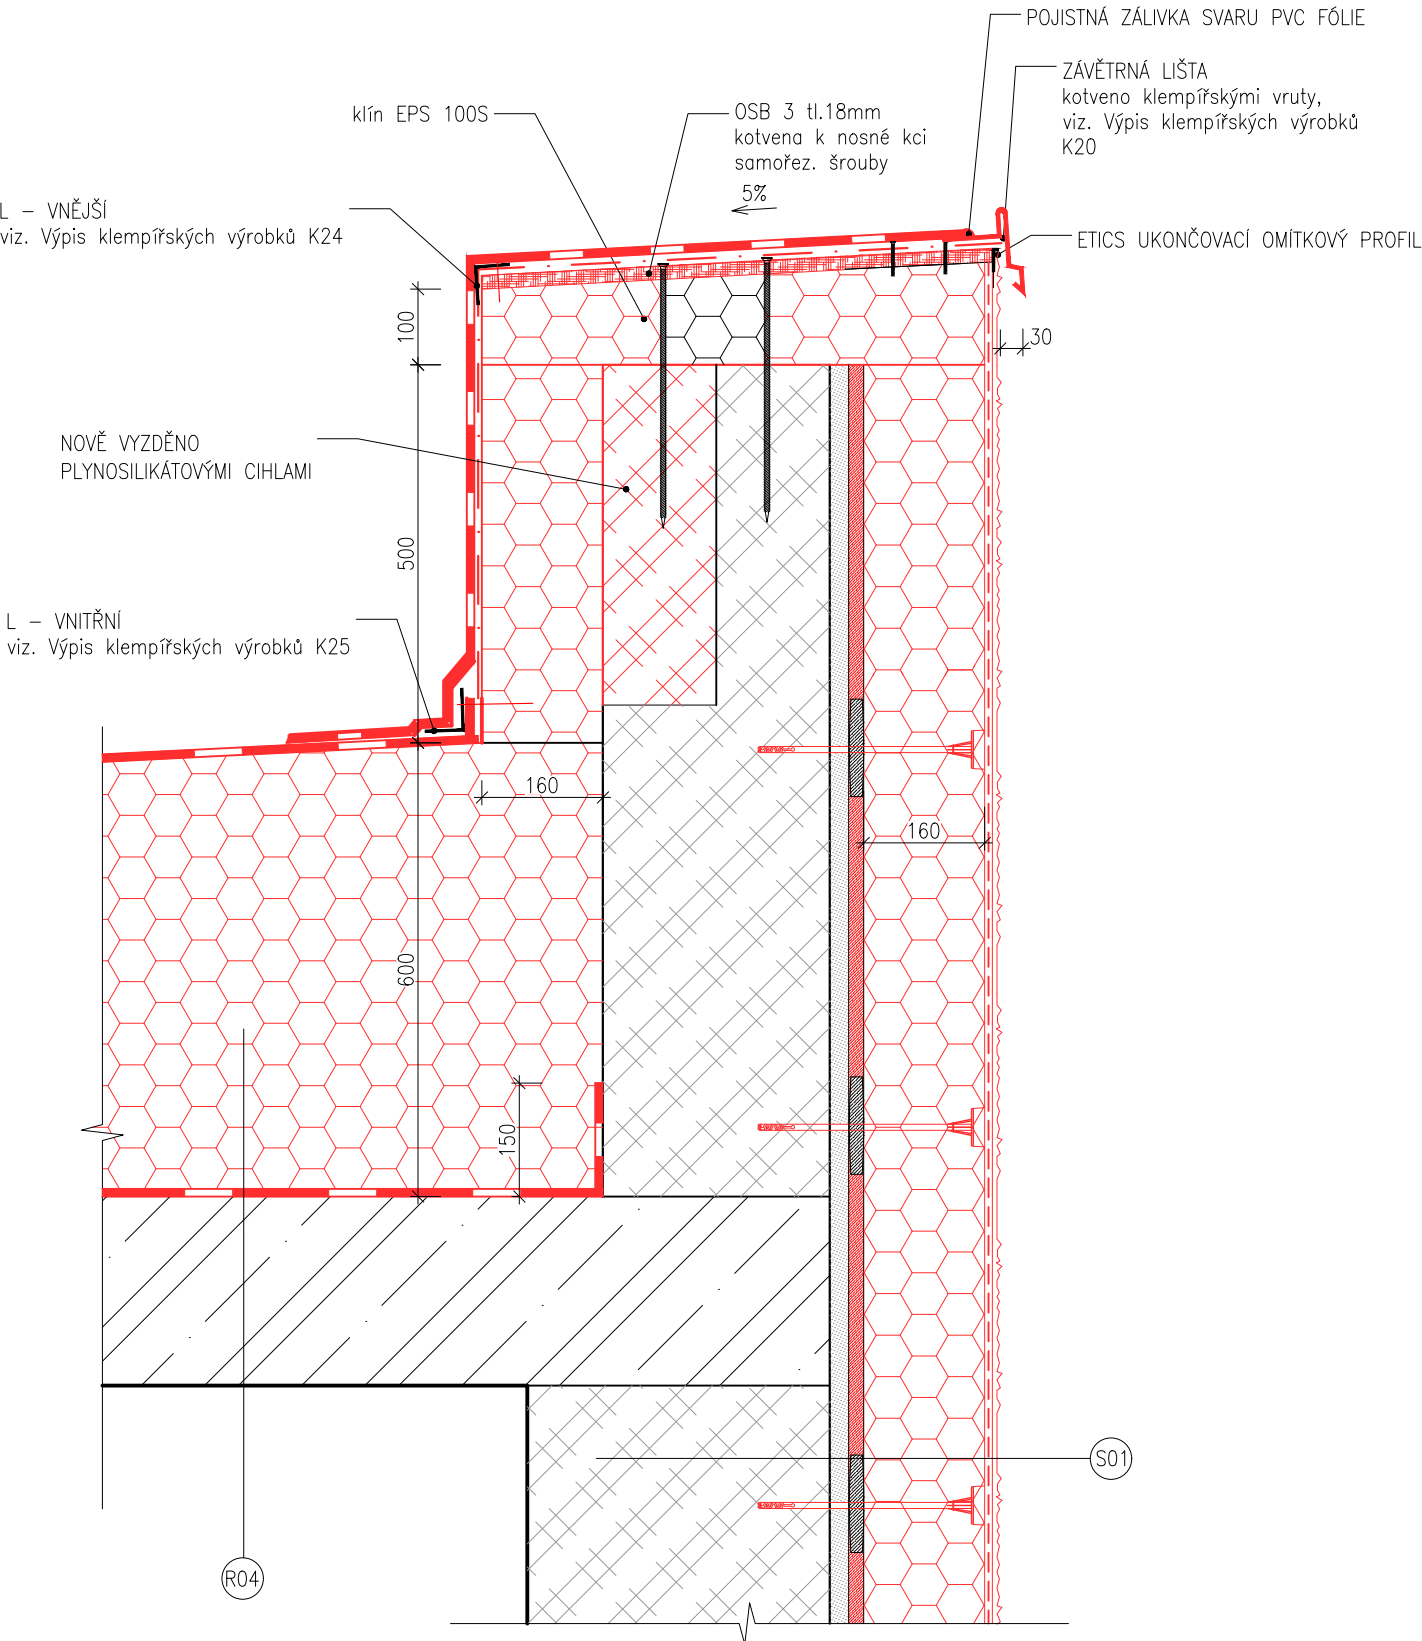 POJISTNÁ ZÁLIVKA SVARU PVC FÓLIE
ZÁVĚTRNÁ LIŠTA
kotveno klempířskými vruty,
viz. Výpis klempířských výrobků
K20
klín EPS 100S
OSB 3 tl.18mm
kotvena k nosné kci
samořez. šrouby
5%
L – VNĚJŠÍ
viz. Výpis klempířských výrobků K24
ETICS UKONČOVACÍ OMÍTKOVÝ PROFIL
100
30
NOVĚ VYZDĚNO
PLYNOSILIKÁTOVÝMI CIHLAMI
500
L – VNITŘNÍ
viz. Výpis klempířských výrobků K25
160
160
600
150
S01
R04